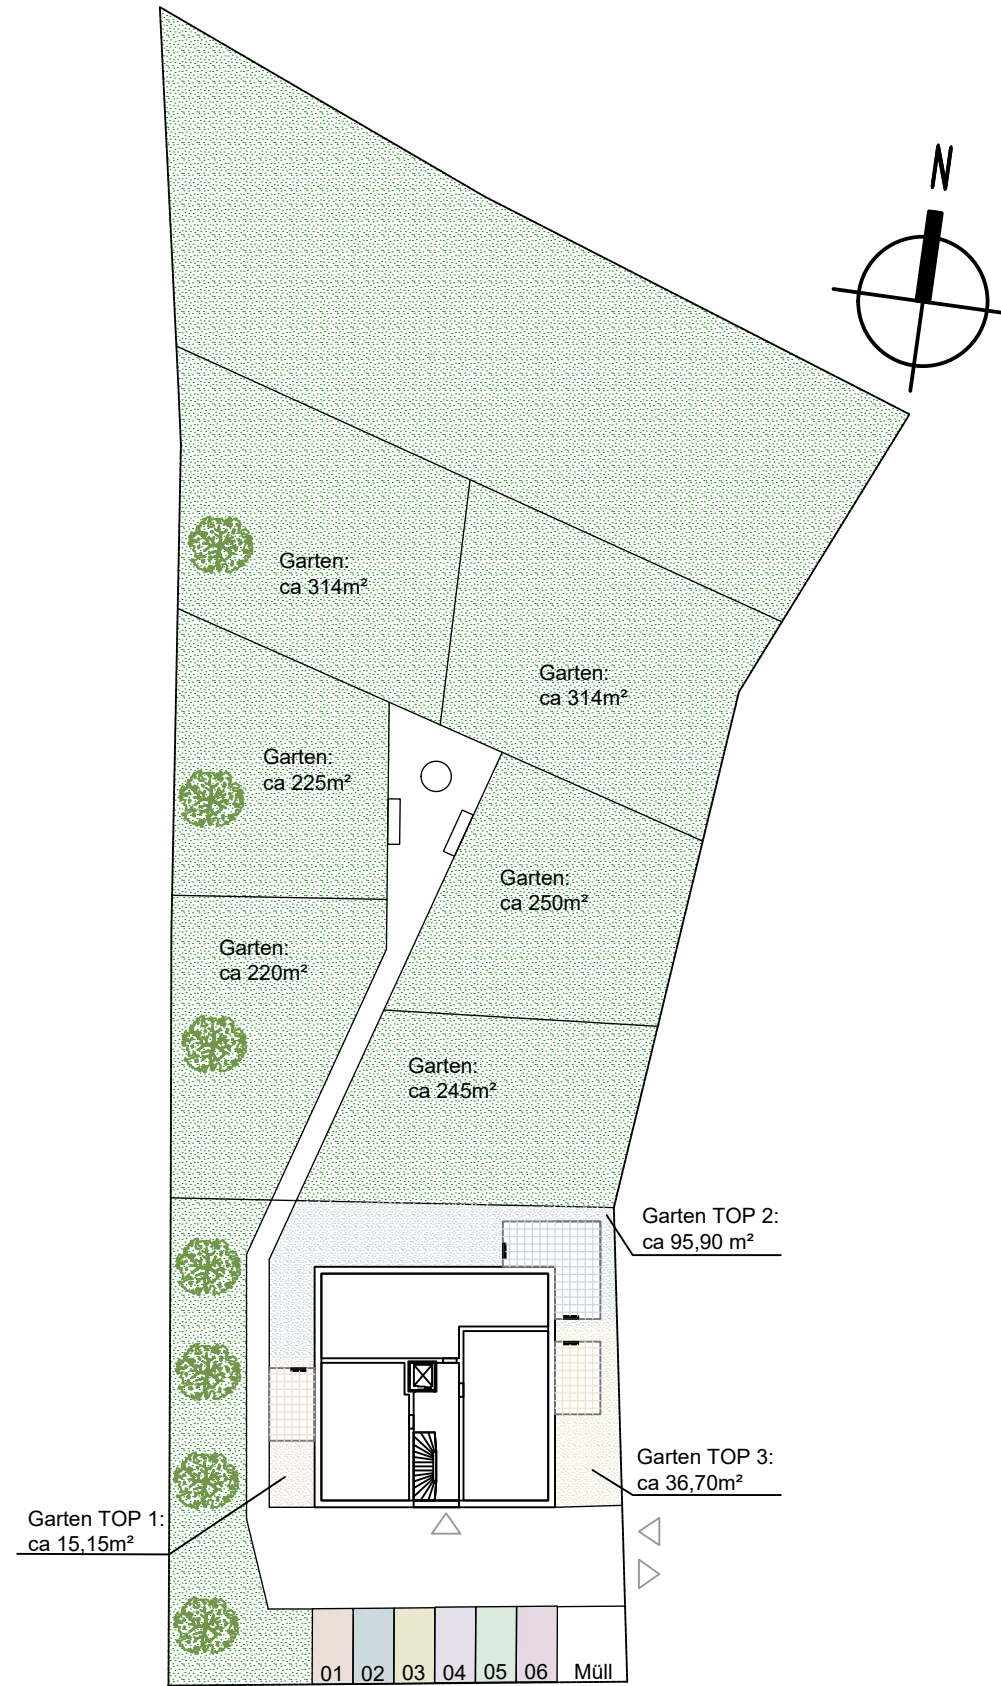 N
Garten:
ca 314m²
Garten:
ca 314m²
Garten:
ca 225m²
Garten:
ca 250m²
Garten:
ca 220m²
Garten:
ca 245m²
Garten TOP 2:
ca 95,90 m²
Garten TOP 3:
ca 36,70m²
Garten TOP 1:
ca 15,15m²
01 02 03 04 05 06 Müll